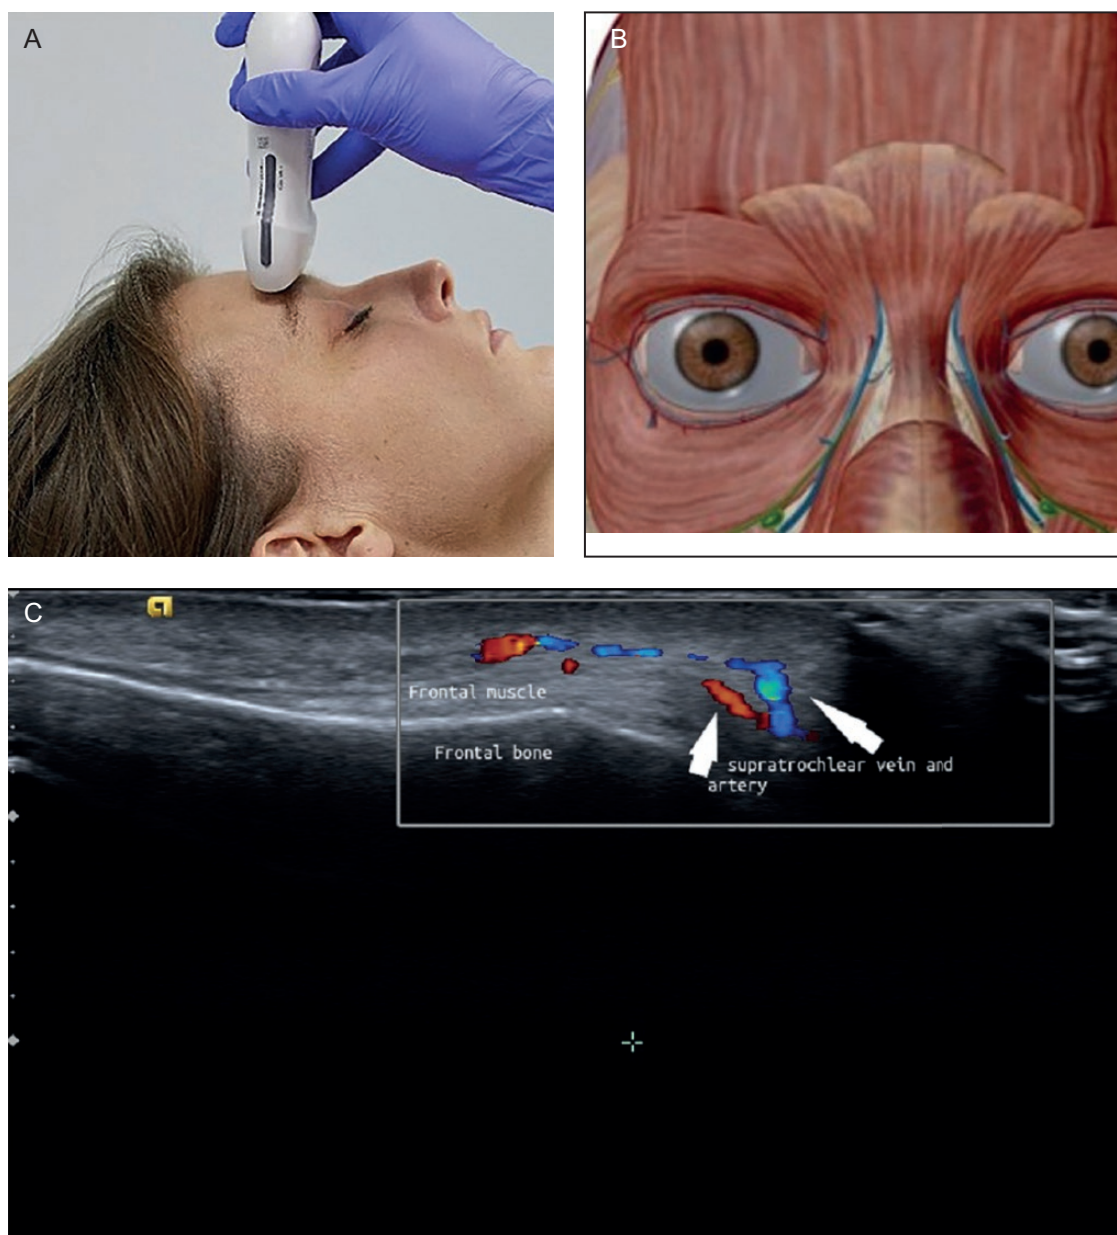 A
B
C
Frontal muscle
Frontal bone
supratrochlear vein and
artery